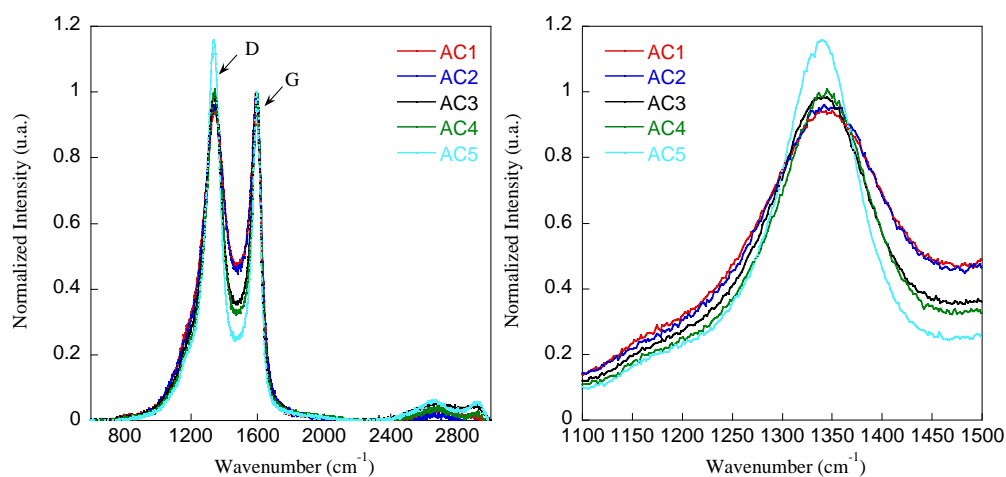 1.2
1
0.8
0.6
0.4
0.2
0
800
1200
1600
2000
2400
2800
Normalized Intensity (u.a.)
Wavenumber (cm⁻¹)
D
G
AC1
AC2
AC3
AC4
AC5
1.2
1
0.8
0.6
0.4
0.2
0
1100
1150
1200
1250
1300
1350
1400
1450
1500
Normalized Intensity (u.a.)
Wavenumber (cm⁻¹)
AC1
AC2
AC3
AC4
AC5